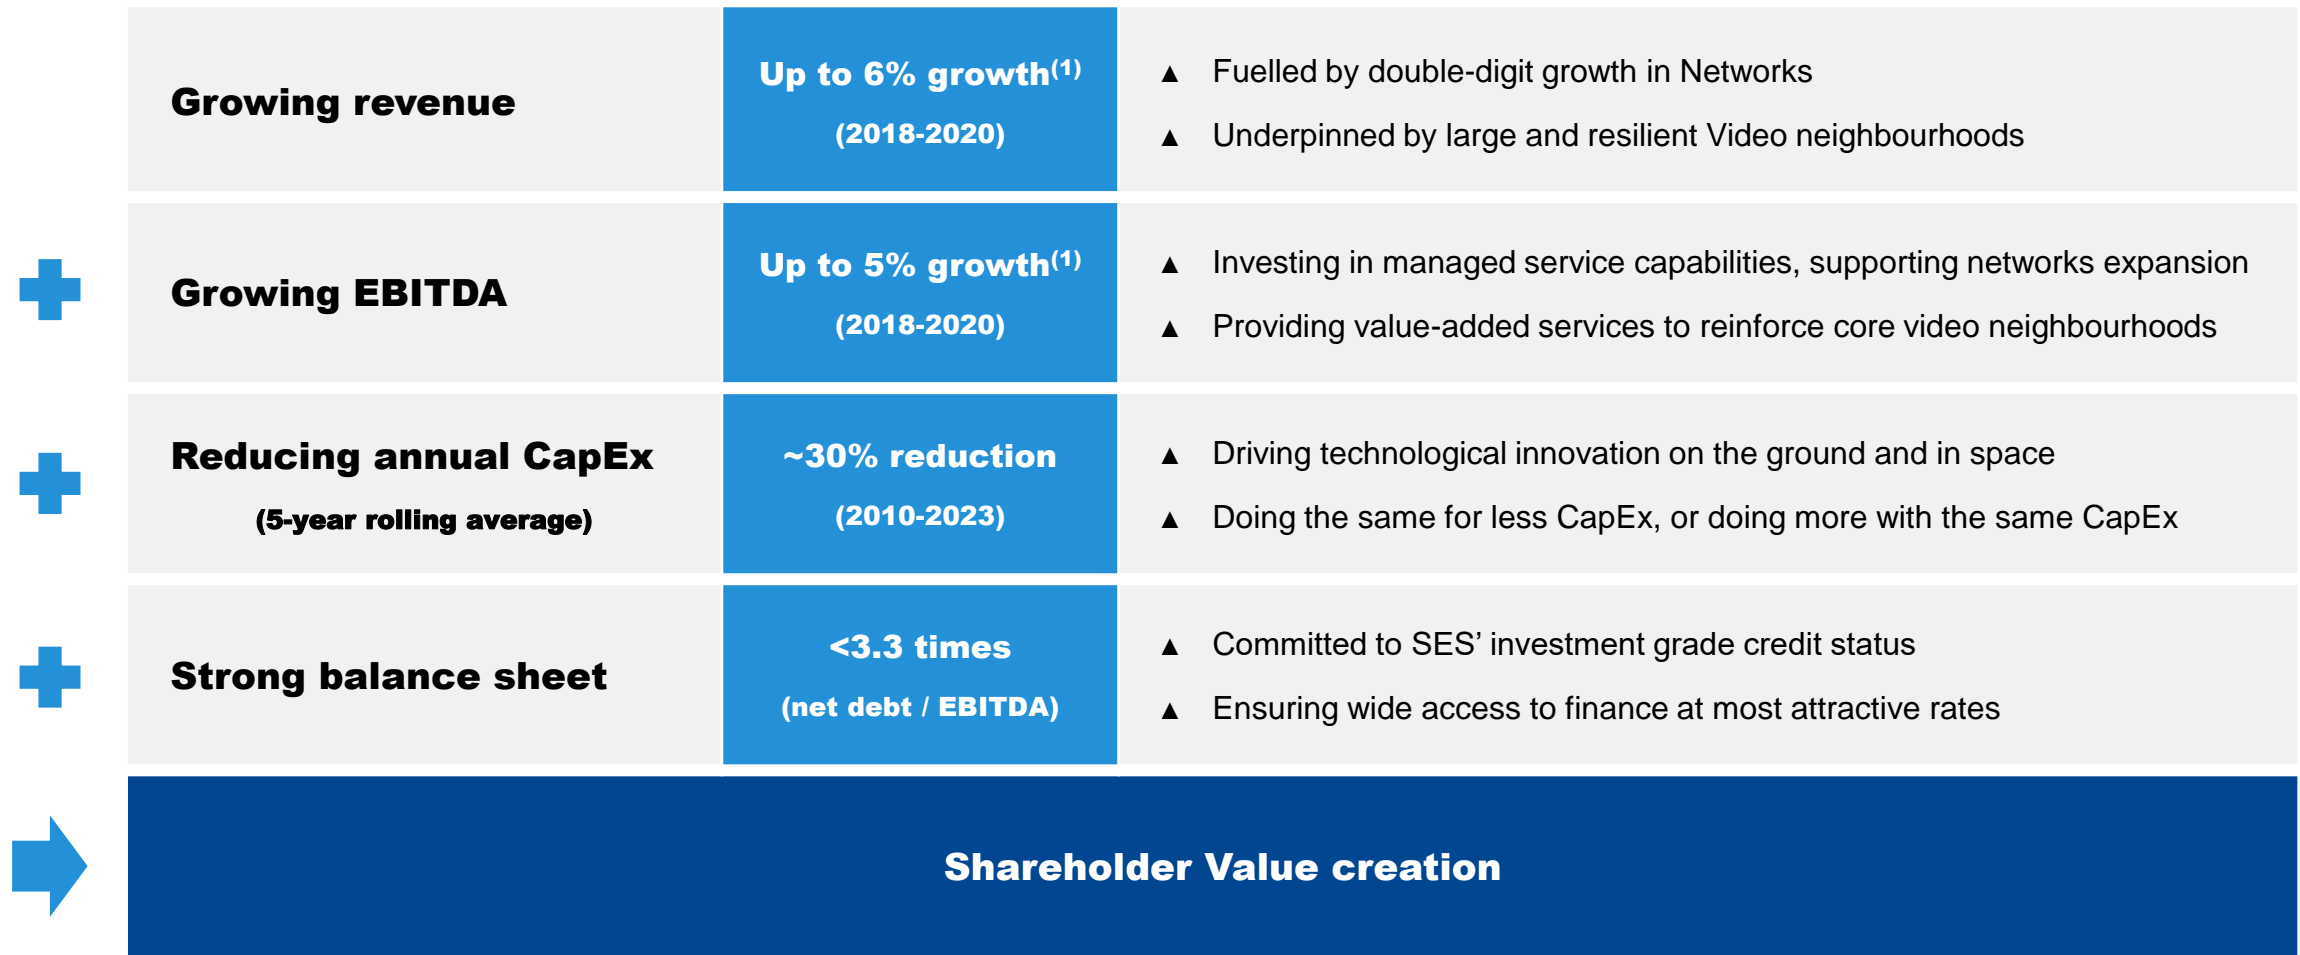 Growing revenue
Up to 6% growth(1)
(2018-2020)
▲ Fuelled by double-digit growth in Networks
▲ Underpinned by large and resilient Video neighbourhoods
Growing EBITDA
Up to 5% growth(1)
(2018-2020)
▲ Investing in managed service capabilities, supporting networks expansion
▲ Providing value-added services to reinforce core video neighbourhoods
Reducing annual CapEx
(5-year rolling average)
~30% reduction
(2010-2023)
▲ Driving technological innovation on the ground and in space
▲ Doing the same for less CapEx, or doing more with the same CapEx
Strong balance sheet
<3.3 times
(net debt / EBITDA)
▲ Committed to SES’ investment grade credit status
▲ Ensuring wide access to finance at most attractive rates
Shareholder Value creation